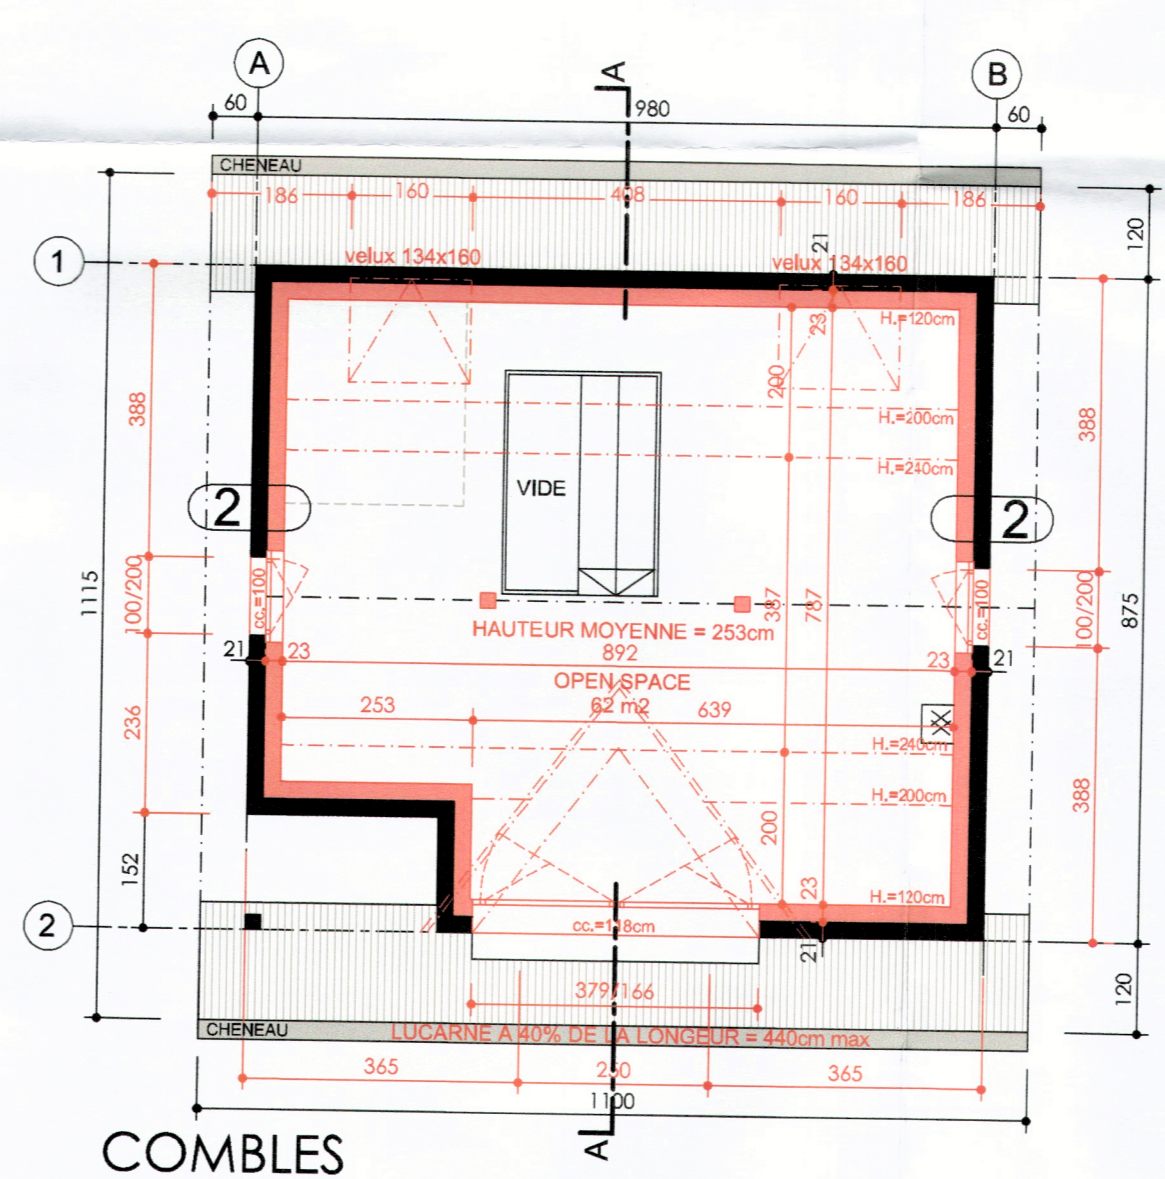 A
B
A
60
980
60
CHENEAU
186
160
408
160
186
120
1
velux 134x160
21
velux 134x160
23
H.=120cm
388
200
H.=200cm
388
H.=240cm
VIDE
2
2
1115
100/200
cc.=100
387
787
cc.=100
100/200
875
HAUTEUR MOYENNE = 253cm
21
23
892
23
21
OPEN SPACE
62 m2
236
253
639
H.=240cm
H.=200cm
388
200
152
23
H.=120cm
2
cc.=118cm
21
379/166
120
CHENEAU
LUCARNE A 40% DE LA LONGEUR = 440cm max
365
250
365
1100
A
COMBLES